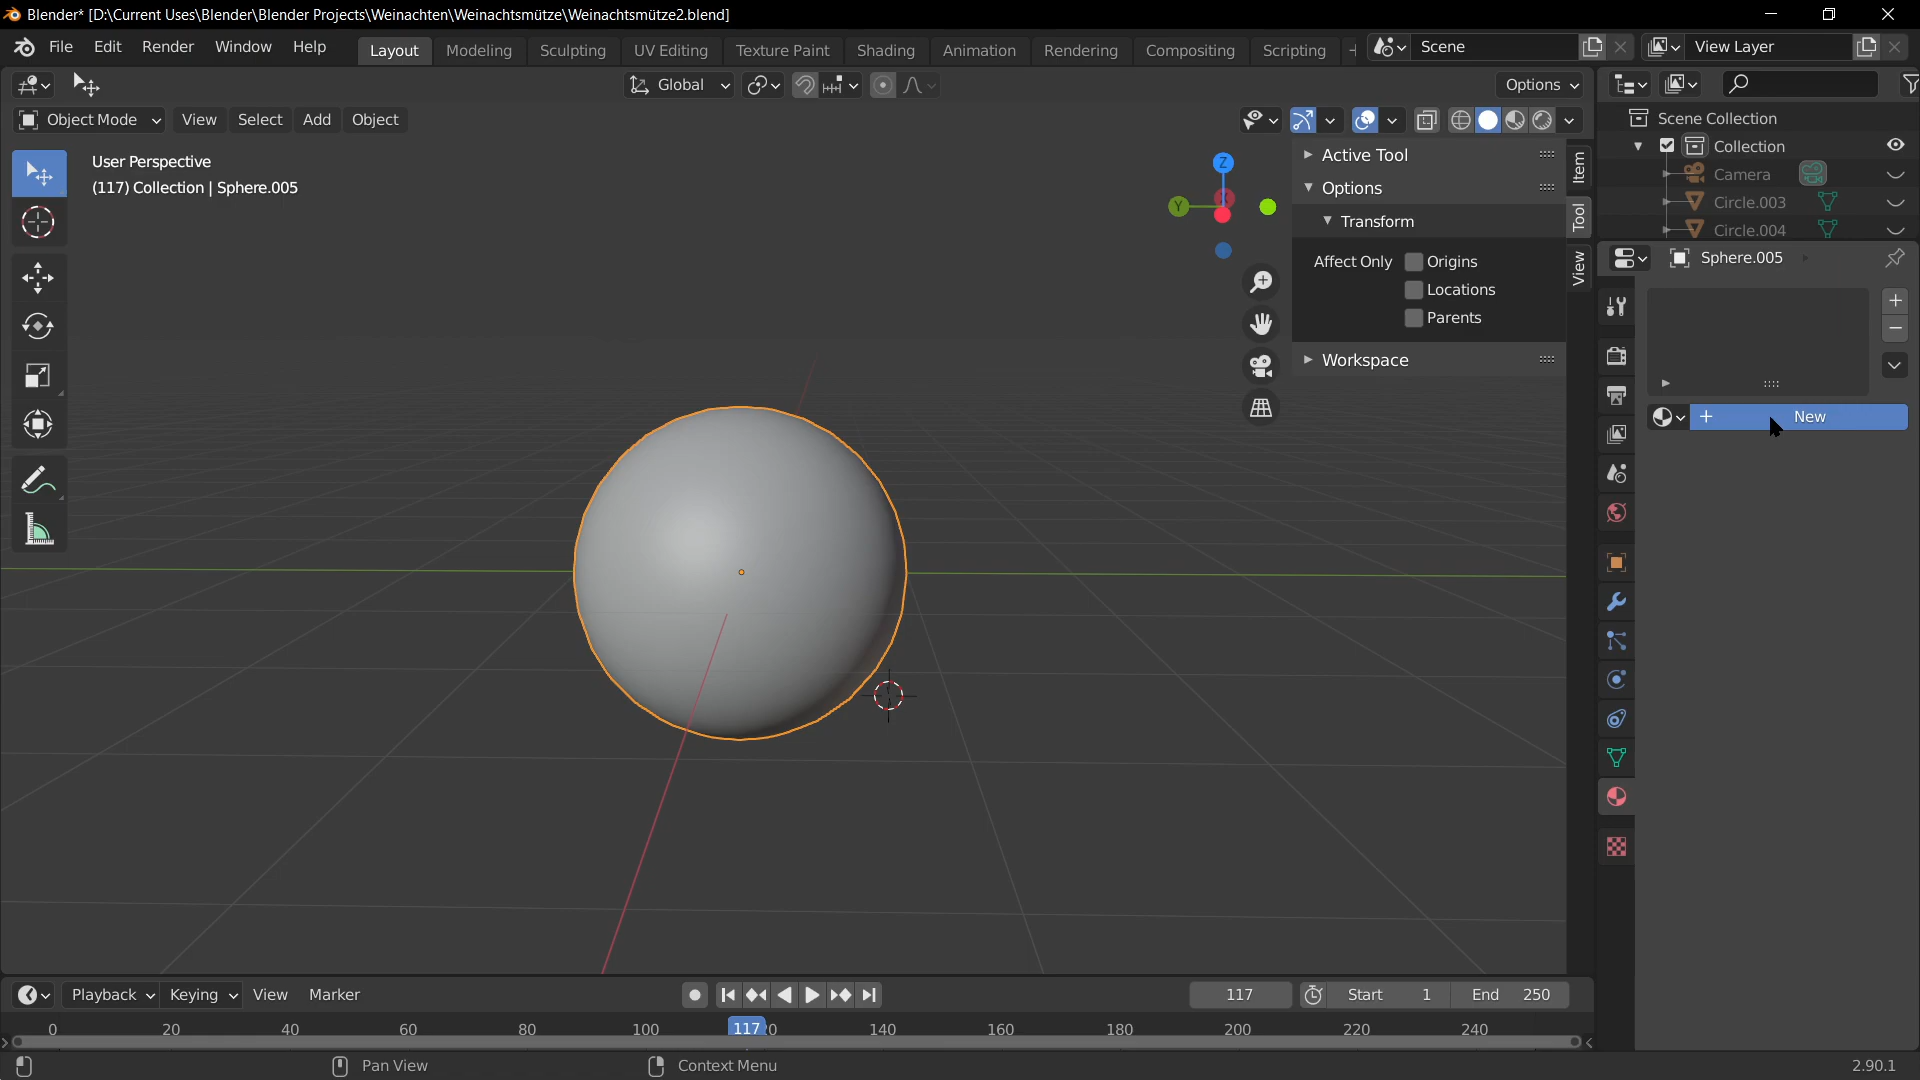 Blender* [D:\Current Uses\Blender\Blender Projects\Weinachten\Weinachtsmütze\Weinachtsmütze2.blend]
File Edit Render Window Help Layout Modeling Sculpting UV Editing Texture Paint Shading Animation Rendering Compositing Scripting Scene View Layer
Global Options
Object Mode View Select Add Object
User Perspective
(117) Collection | Sphere.005
Z
Y
Active Tool
Options
Transform
Affect Only Origins
Locations
Parents
Workspace
Item
Tool
View
Scene Collection
Collection
Camera
Circle.003
Circle.004
Sphere.005
New
Playback Keying View Marker 117 Start 1 End 250
0 20 40 60 80 100 117 140 160 180 200 220 240
Pan View Context Menu 2.90.1